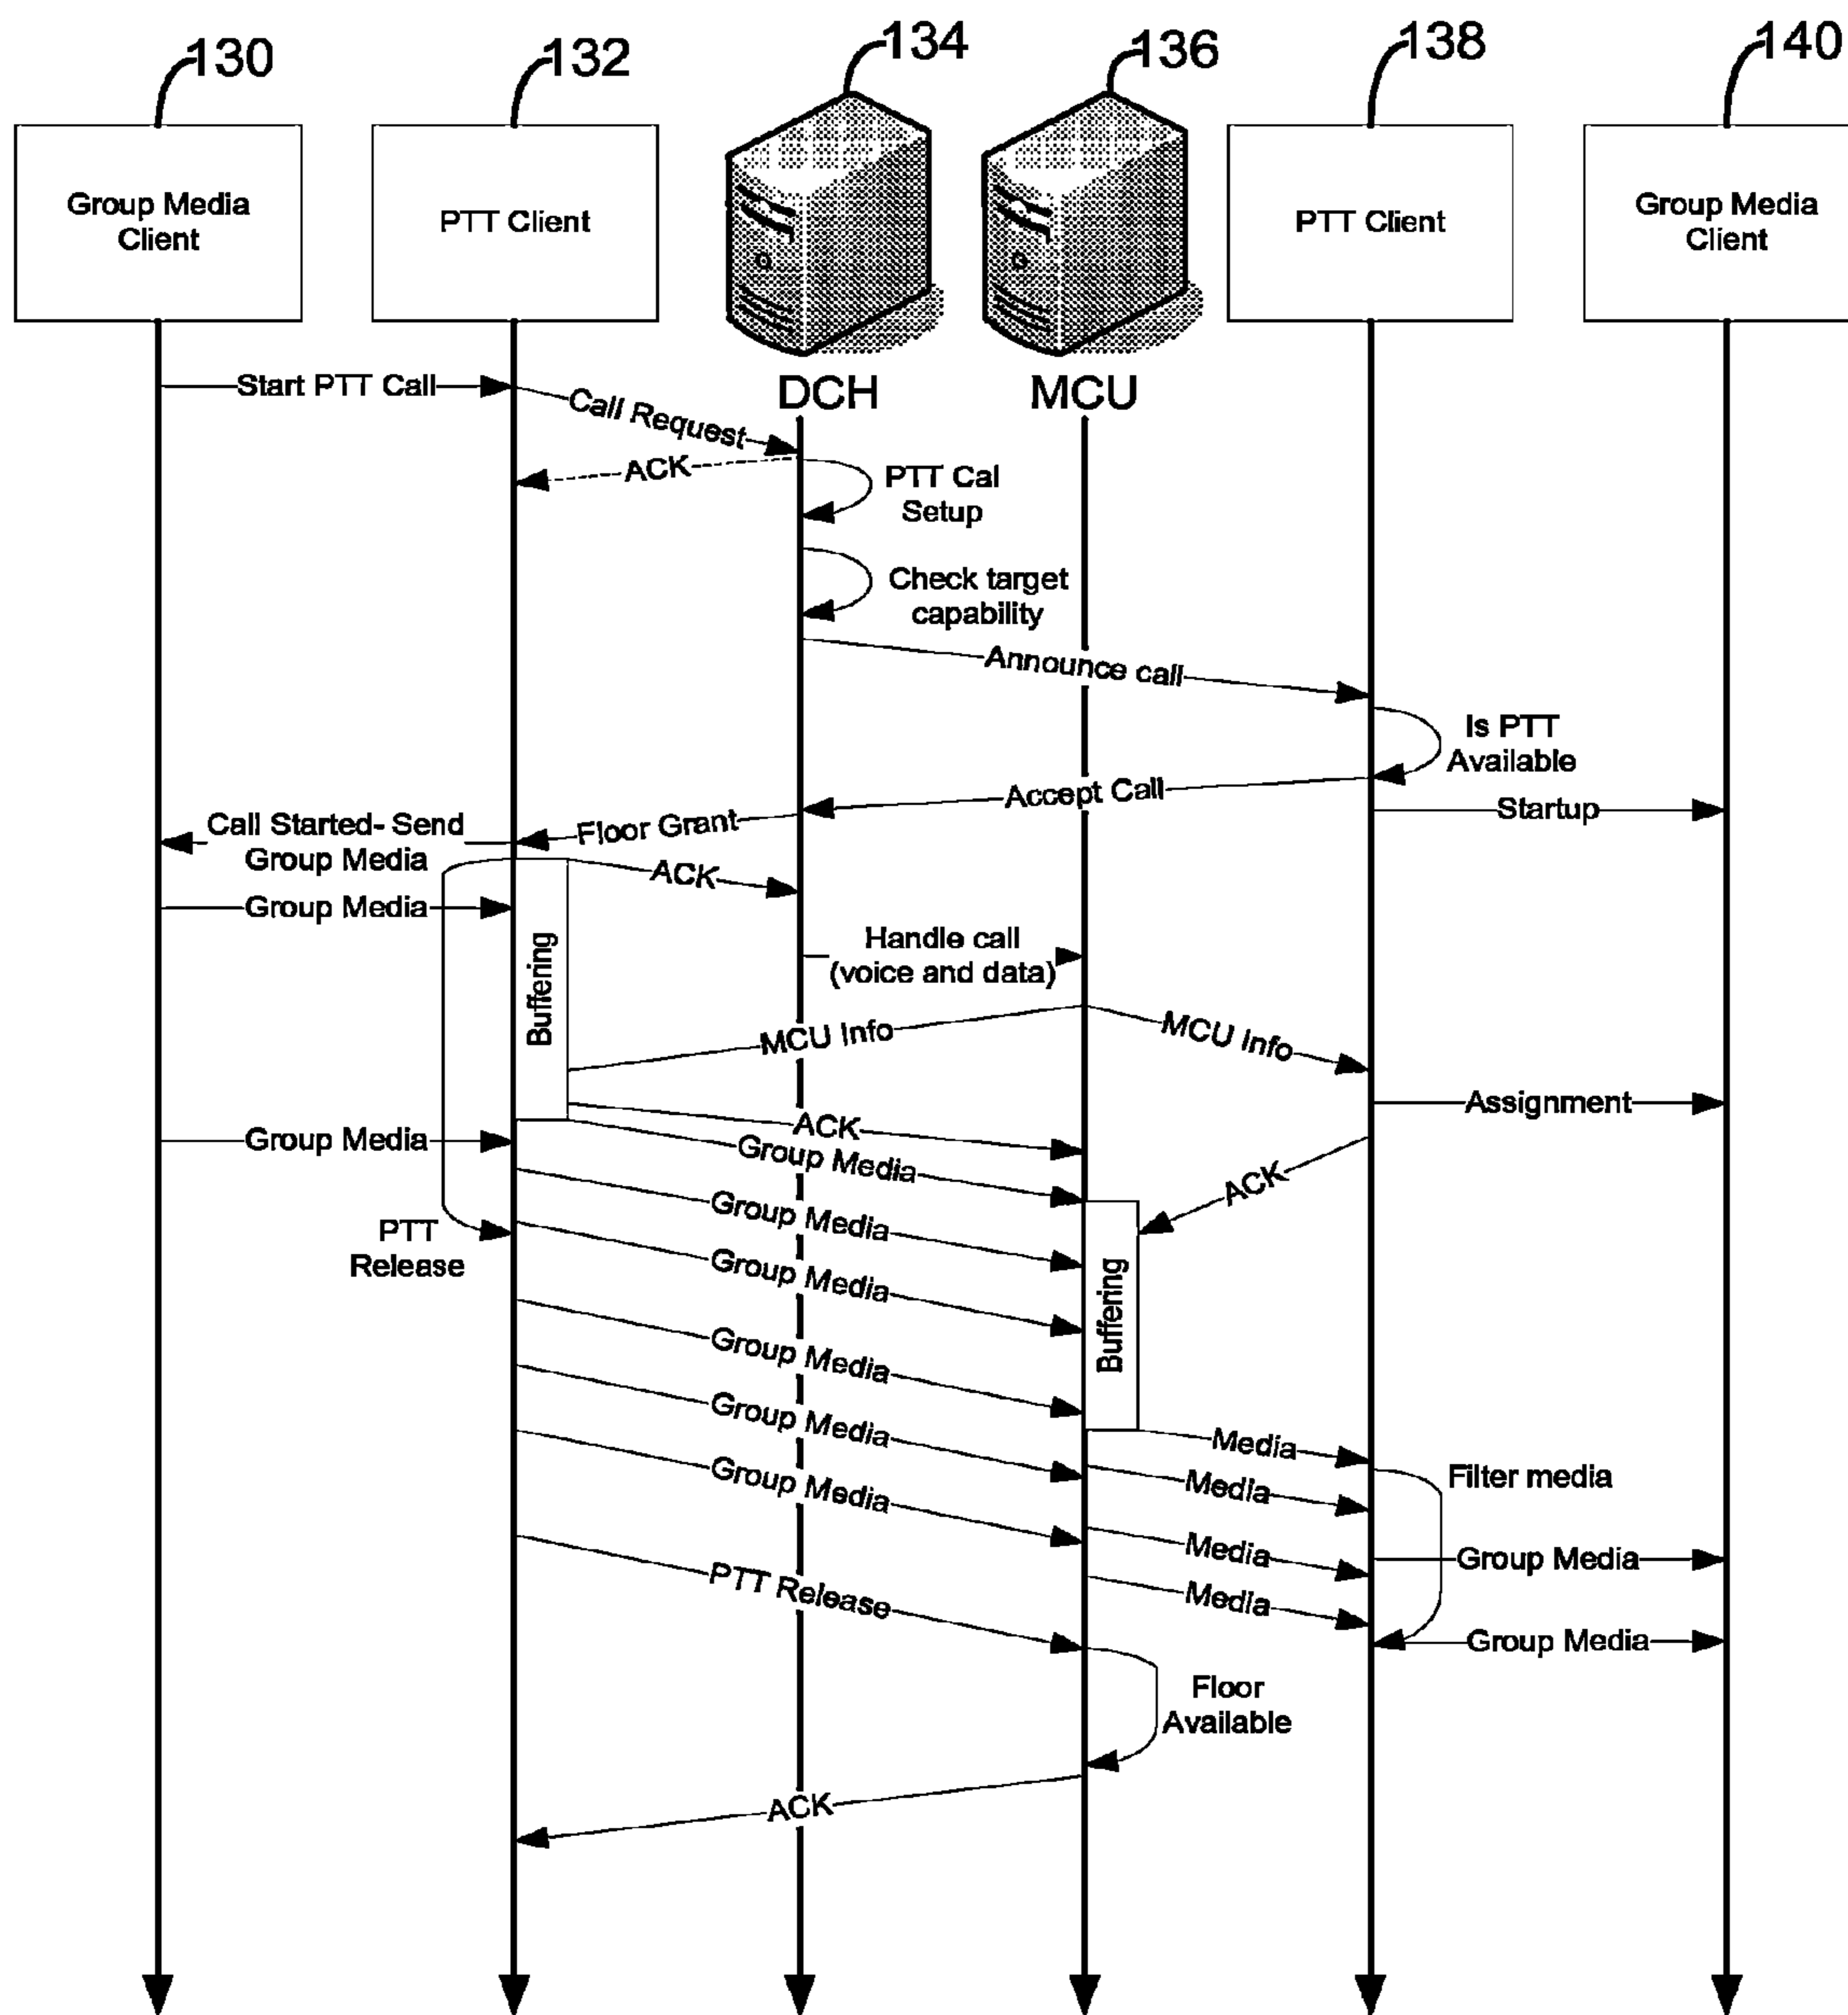 130
132
134
136
138
140
Group Media
Client
PTT Client
PTT Client
Group Media
Client
DCH
MCU
Start PTT Call
Call Request
ACK
PTT Cal
Setup
Check target
capability
Announce call
Is PTT
Available
Accept Call
Startup
Floor Grant
Call Started- Send
Group Media
ACK
Group Media
Buffering
Handle call
(voice and data)
MCU Info
MCU Info
Assignment
ACK
Group Media
Group Media
ACK
Group Media
PTT
Release
Group Media
Buffering
Group Media
Group Media
Media
Group Media
Media
Filter media
Media
Group Media
PTT Release
Media
Group Media
Floor
Available
ACK